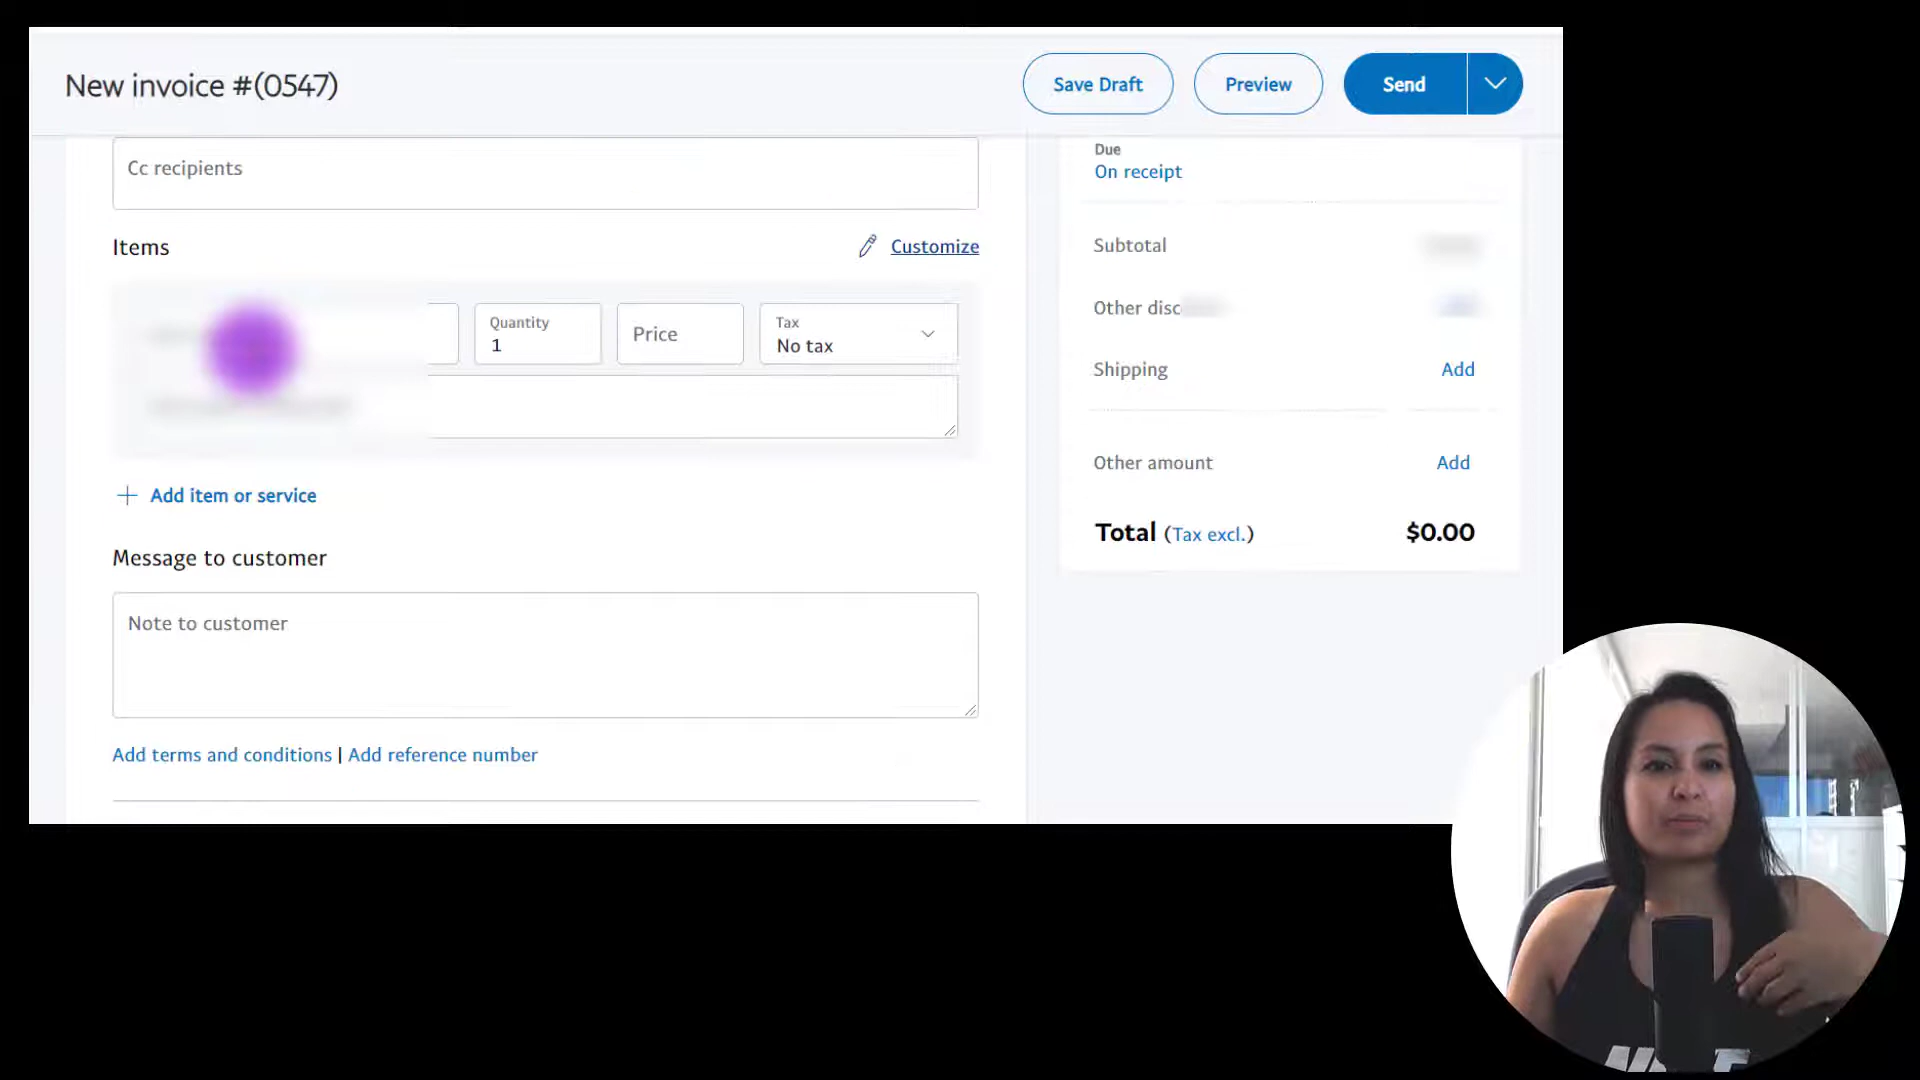 New invoice #(0547)
Save Draft
Preview
Send
Cc recipients
Items
Customize
Quantity
1
Price
Tax
No tax
Add item or service
Message to customer
Note to customer
Add terms and conditions | Add reference number
Due
On receipt
Subtotal
Other disc
Shipping
Add
Other amount
Add
Total (Tax excl.)
$0.00